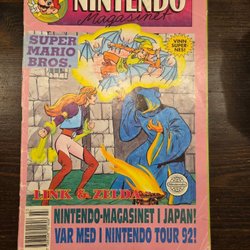 NINTENDO
Magasinet
SUPER
MARIO
BROS.
VINN
SUPER-
NES!
LINK & ZELDA
NINTENDO-MAGASINET I JAPAN!
VAR MED I NINTENDO TOUR 92!